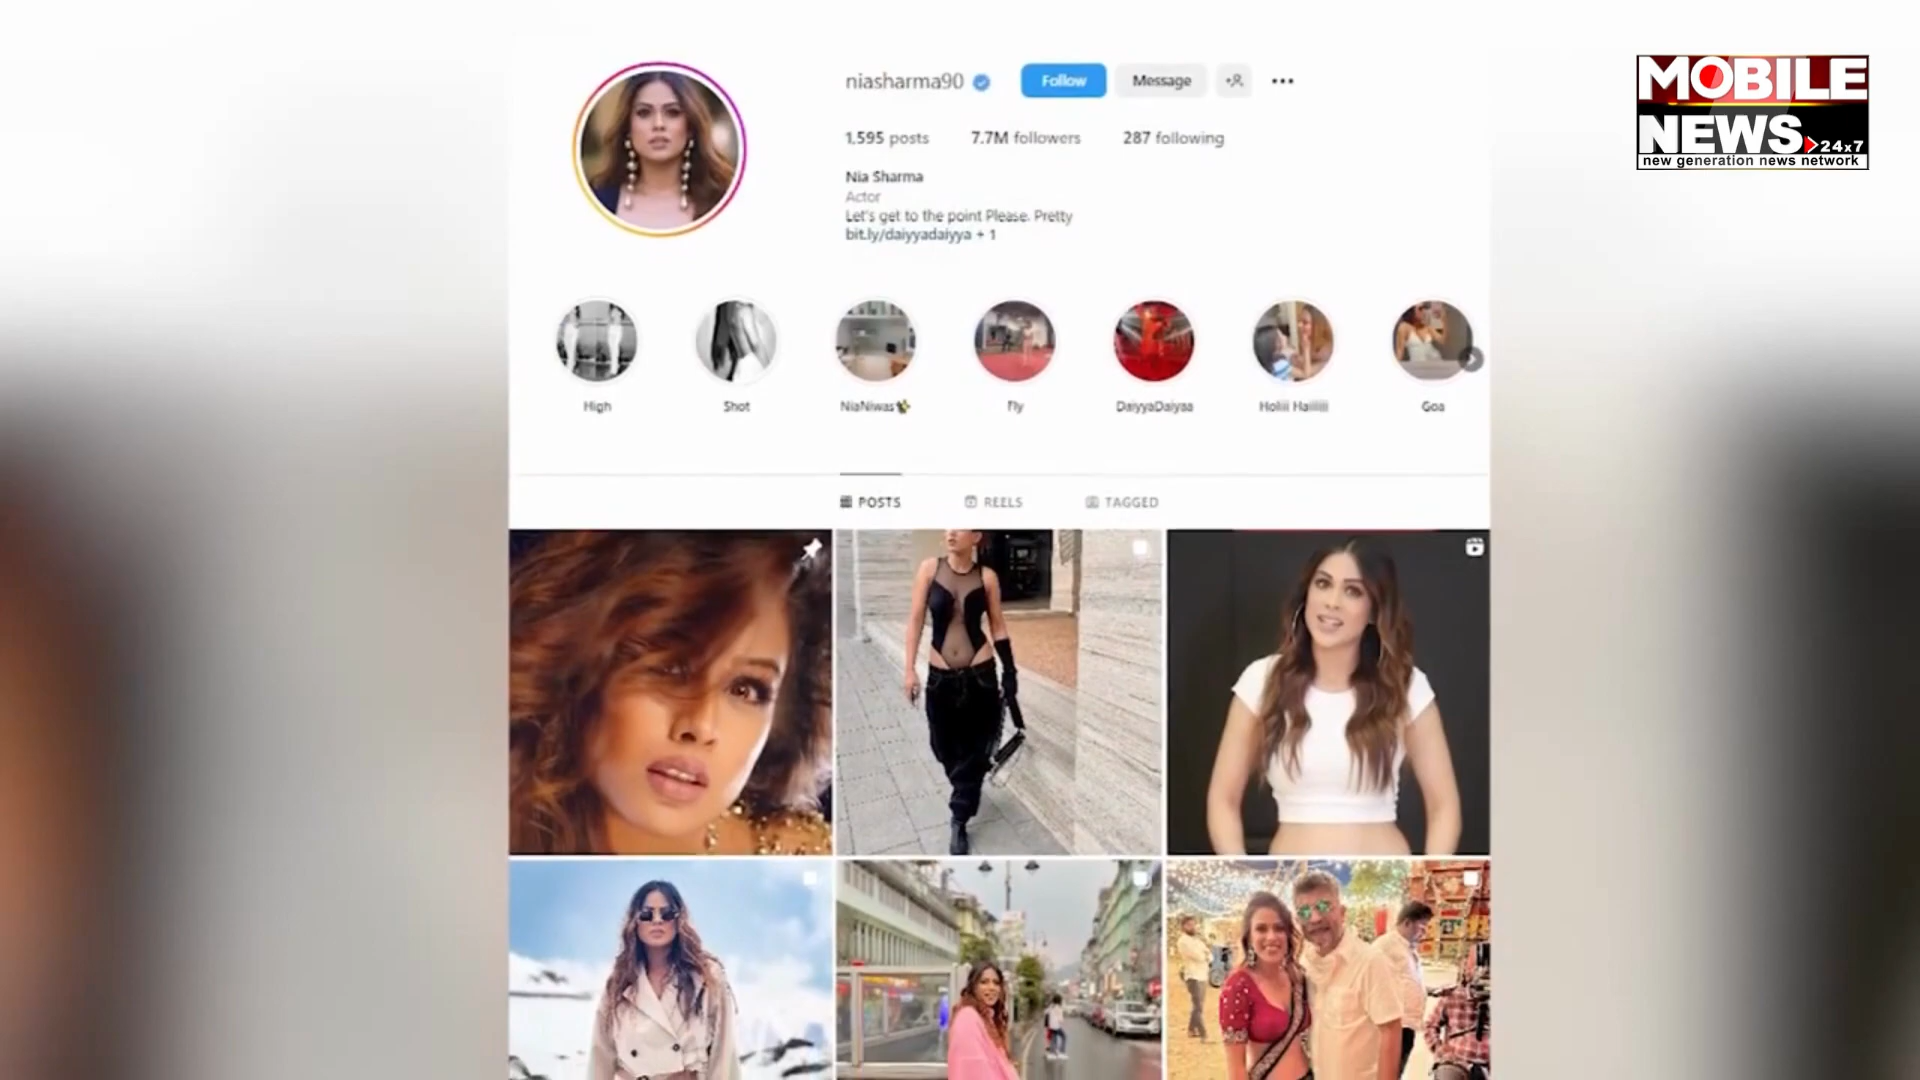 MOBILE
NEWS 24x7
new generation news network
niasharma90 Follow Message
1,595 posts 7.7M followers 287 following
Nia Sharma
Actor
Let's get to the point Please. Pretty
bit.ly/daiyyadaiyya + 1
High Shot NiaNiwas Fly DaiyyaDaiyaa Goa
POSTS REELS TAGGED